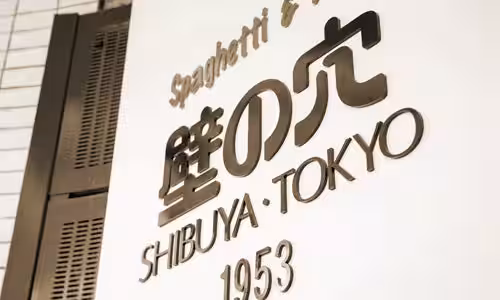 Spaghetti &
壁の穴
SHIBUYA・TOKYO
1953